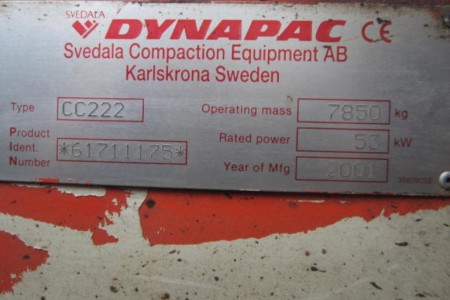 SVEDALA
DYNAPAC CE
Svedala Compaction Equipment AB
Karlskrona Sweden
Type CC222 Operating mass 7850 kg
Product Ident. Number *61711175* Rated power 53 kW
Year of Mfg 2001